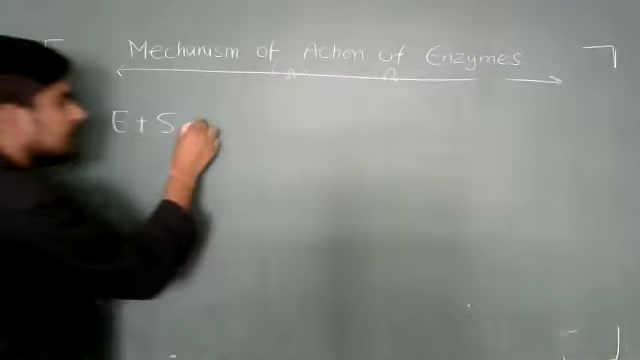 Mechanism of Action of Enzymes
E + S